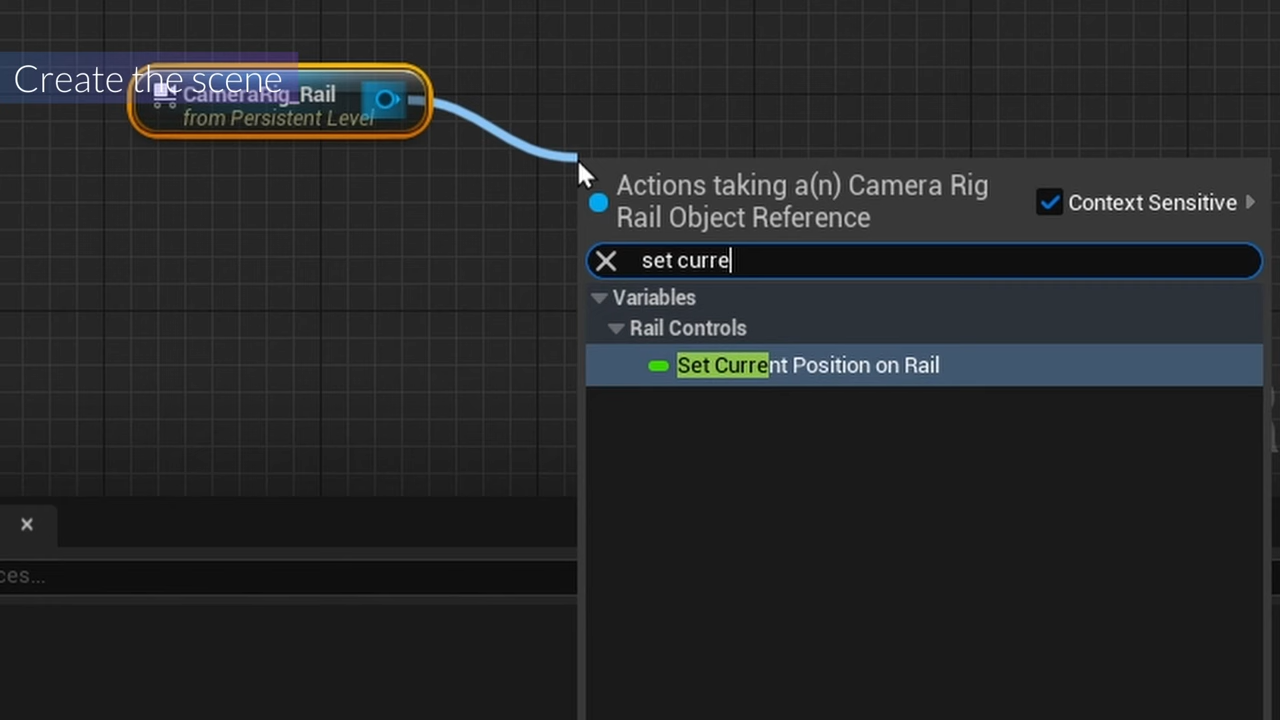 Create the scene
CameraRig_Rail
from Persistent Level
Actions taking a(n) Camera Rig
Rail Object Reference
Context Sensitive
set curre
Variables
Rail Controls
Set Current Position on Rail
ces...